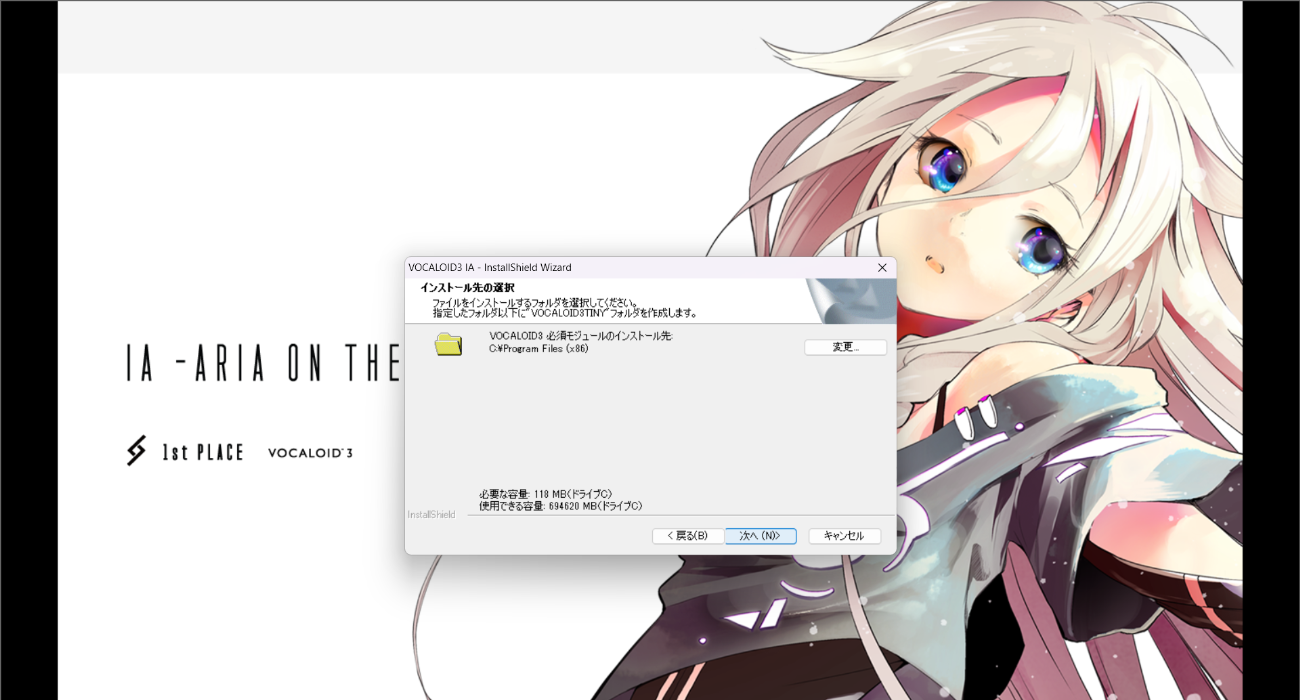 VOCALOID3 IA - InstallShield Wizard
インストール先の選択
ファイルをインストールするフォルダを選択してください。
指定したフォルダ以下に"VOCALOID3TINY"フォルダを作成します。
VOCALOID3 必須モジュールのインストール先:
C:¥Program Files (x86)
変更...
IA -ARIA ON THE
1st PLACE VOCALOID™3
必要な容量: 118 MB(ドライブC)
使用できる容量: 694620 MB(ドライブC)
InstallShield
< 戻る(B) 次へ (N)> キャンセル